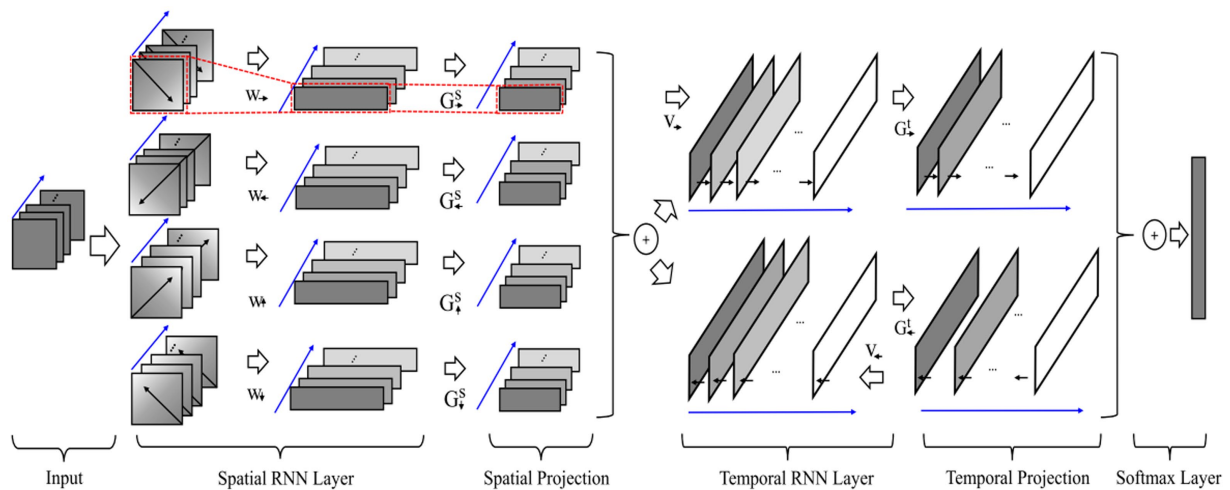 W→ G→^S
W← G←^S
W↑ G↑^S
W↓ G↓^S
+
V→ G→^t
... ... ... ...
V← G←^t
... ... ... ...
+
Input Spatial RNN Layer Spatial Projection Temporal RNN Layer Temporal Projection Softmax Layer